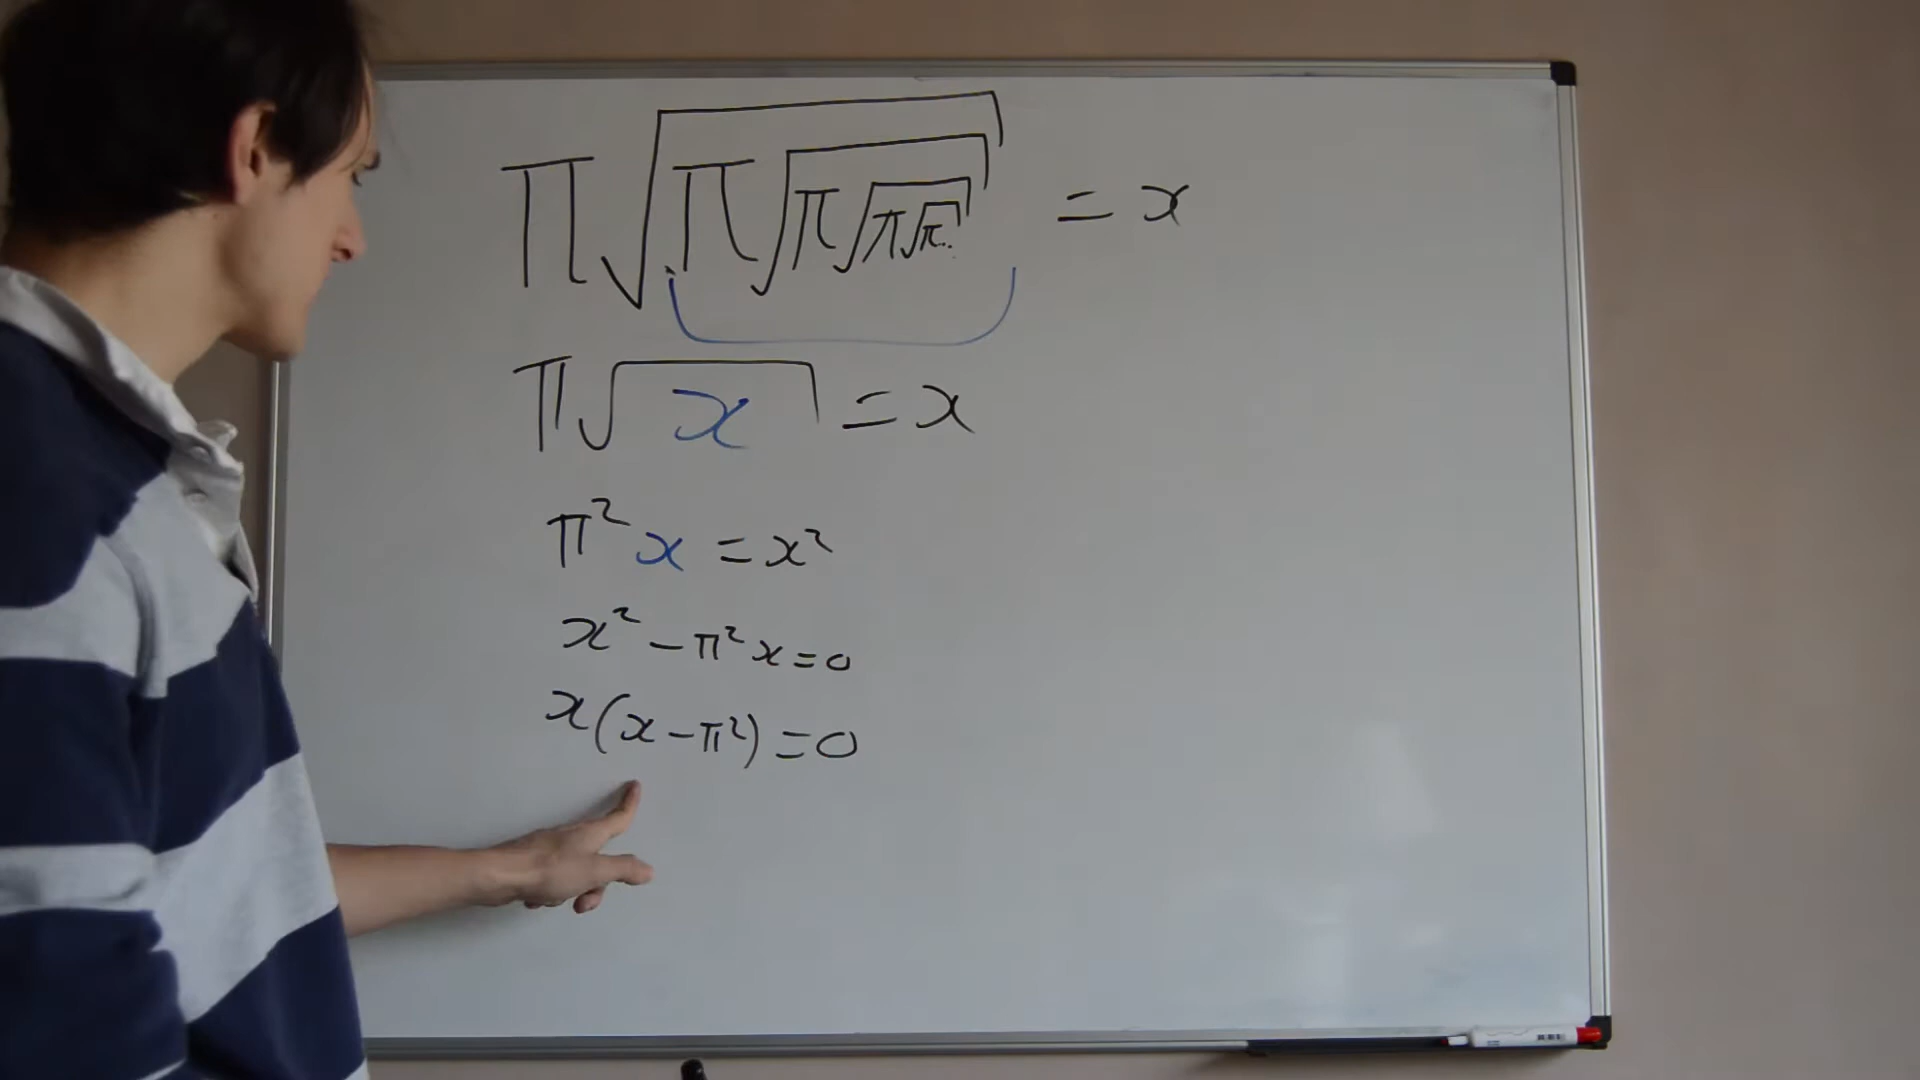 π√π√π√π√π.. = x
π√x = x
π²x = x²
x² - π²x = 0
x(x - π²) = 0